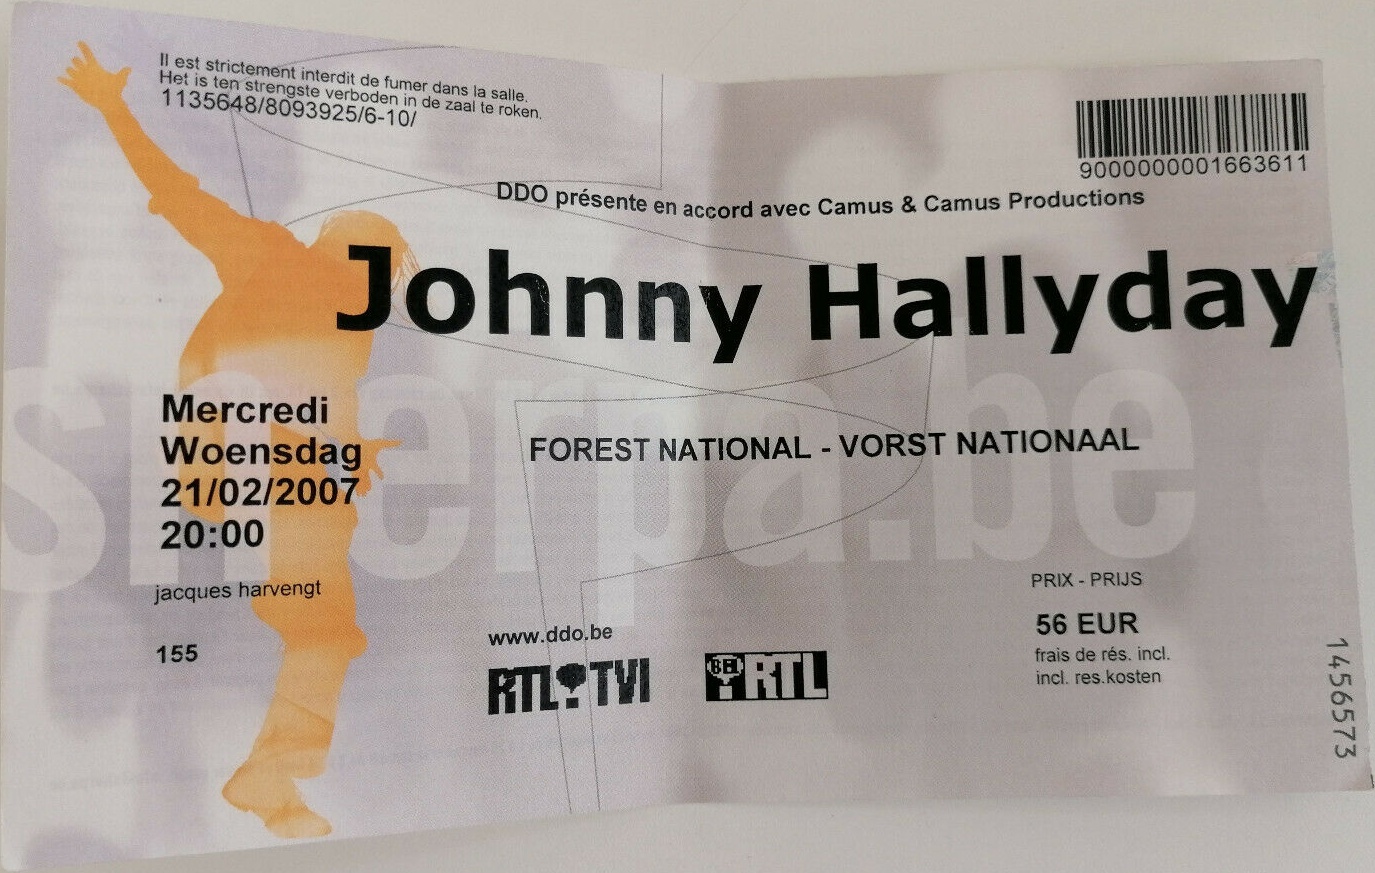 Il est strictement interdit de fumer dans la salle.
Het is ten strengste verboden in de zaal te roken.
1135648/8093925/6-10/
9000000001663611
DDO présente en accord avec Camus & Camus Productions
Johnny Hallyday
sherpa.be
Mercredi
Woensdag
21/02/2007
20:00
FOREST NATIONAL - VORST NATIONAAL
jacques harvengt
155
www.ddo.be
RTL TVI
BEL RTL
PRIX - PRIJS
56 EUR
frais de rés. incl.
incl. res.kosten
1456573